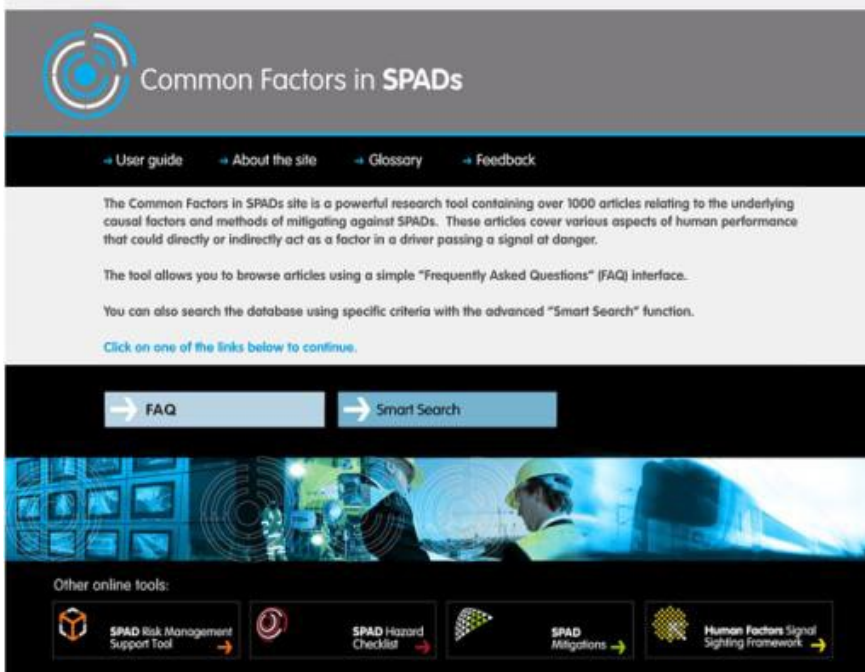 Common Factors in SPADs
User guide
About the site
Glossary
Feedback
The Common Factors in SPADs site is a powerful research tool containing over 1000 articles relating to the underlying
causal factors and methods of mitigating against SPADs. These articles cover various aspects of human performance
that could directly or indirectly act as a factor in a driver passing a signal at danger.
The tool allows you to browse articles using a simple “Frequently Asked Questions” (FAQ) interface.
You can also search the database using specific criteria with the advanced “Smart Search” function.
Click on one of the links below to continue.
FAQ
Smart Search
Other online tools:
SPAD Risk Management
Support Tool
SPAD Hazard
Checklist
SPAD
Mitigations
Human Factors Signal
Sighting Framework